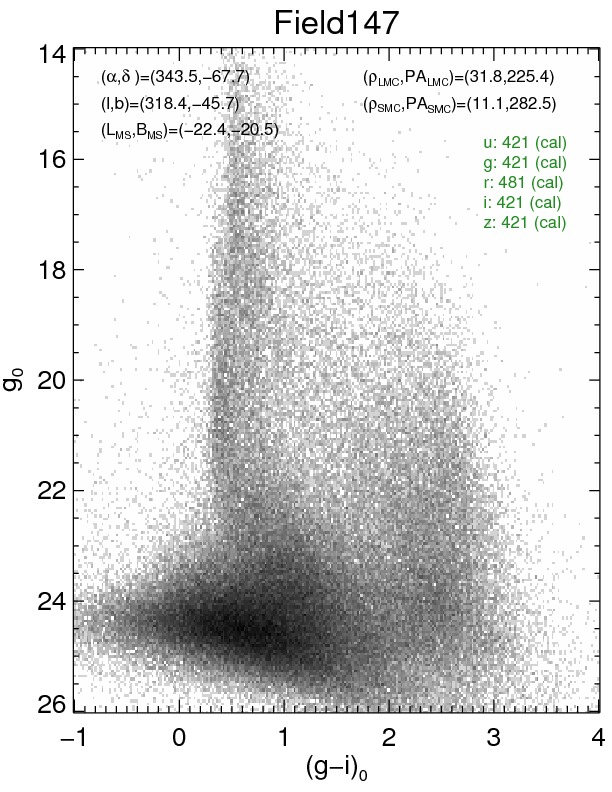 Field147
(α,δ)=(343.5,−67.7)
(l,b)=(318.4,−45.7)
(LMS,BMS)=(−22.4,−20.5)
(ρLMC,PALMC)=(31.8,225.4)
(ρSMC,PASMC)=(11.1,282.5)
u: 421 (cal)
g: 421 (cal)
r: 481 (cal)
i: 421 (cal)
z: 421 (cal)
14
16
18
20
22
24
26
g0
−1 0 1 2 3 4
(g−i)0